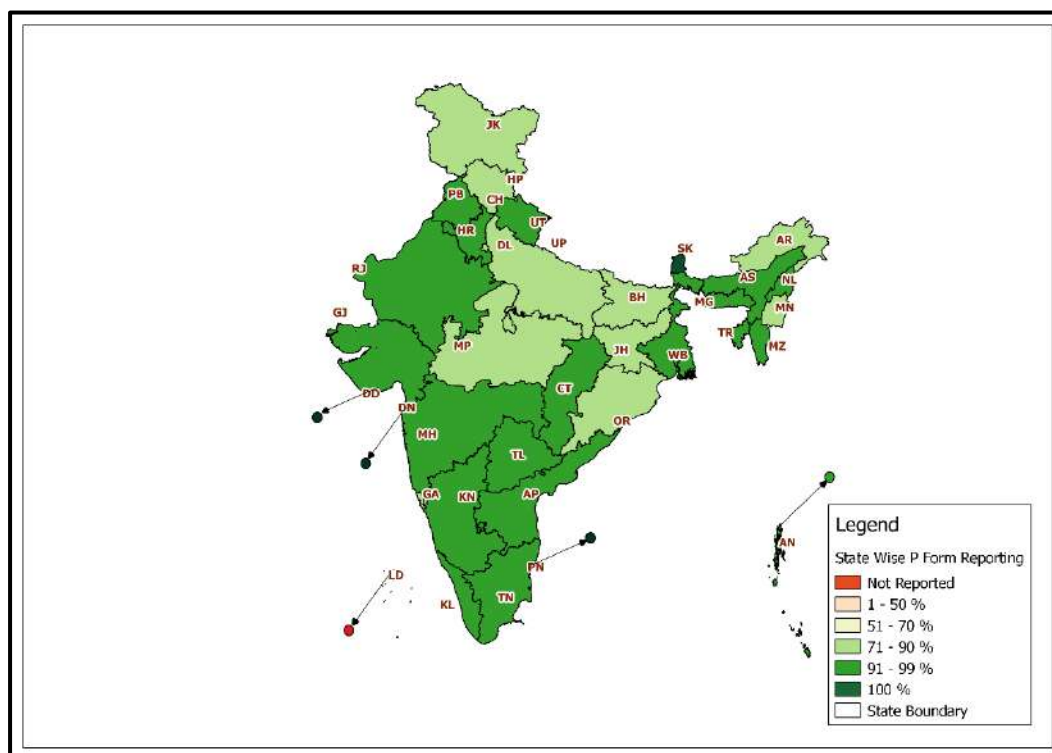 JK
HP
PB
CH
UT
HR
DL
UP
SK
AR
RJ
AS
NL
BH
MG
MN
GJ
TR
MP
JH
WB
MZ
CT
DD
DN
OR
MH
TL
GA
KN
AP
AN
PN
LD
KL
TN
Legend
State Wise P Form Reporting
Not Reported
1 - 50 %
51 - 70 %
71 - 90 %
91 - 99 %
100 %
State Boundary